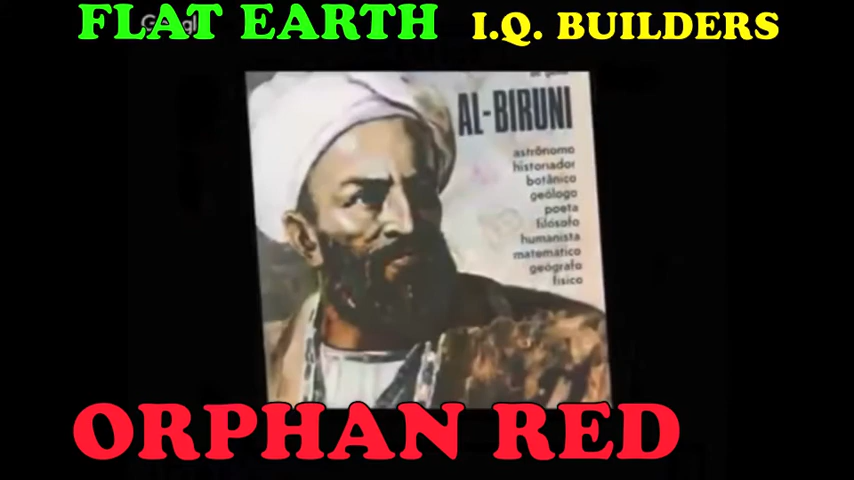 FLAT EARTH I.Q. BUILDERS
AL-BIRUNI
astrônomo
historiador
botânico
geólogo
poeta
filósofo
humanista
matemático
geógrafo
físico
ORPHAN RED